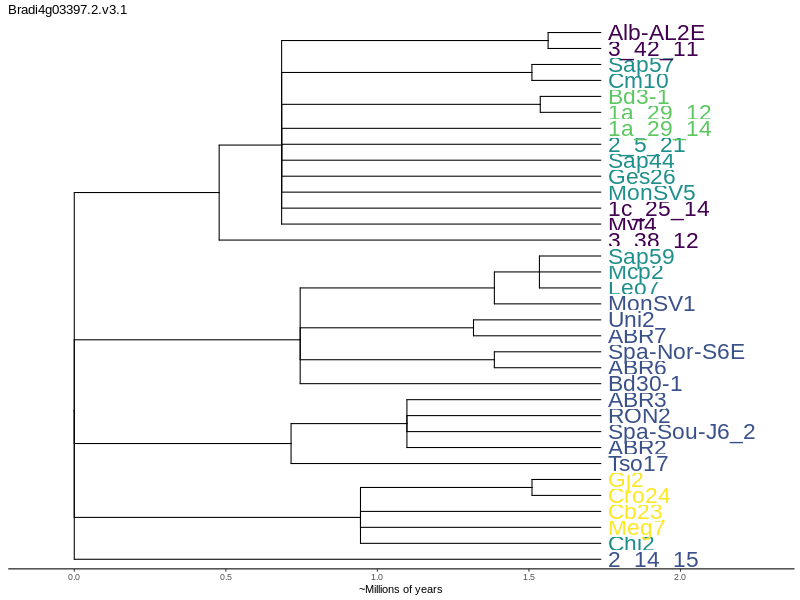 Bradi4g03397.2.v3.1
Alb-AL2E
3_42_11
Sap57
Cm10
Bd3-1
1a_29_12
1a_29_14
2_5_21
Sap44
Ges26
MonSV5
1c_25_14
Mvf4
3_38_12
Sap59
Mcp2
Leo7
MonSV1
Uni2
ABR7
Spa-Nor-S6E
ABR6
Bd30-1
ABR3
RON2
Spa-Sou-J6_2
ABR2
Tso17
Gj2
Cro24
Cb23
Meg7
Chi2
2_14_15
0.0 0.5 1.0 1.5 2.0
~Millions of years